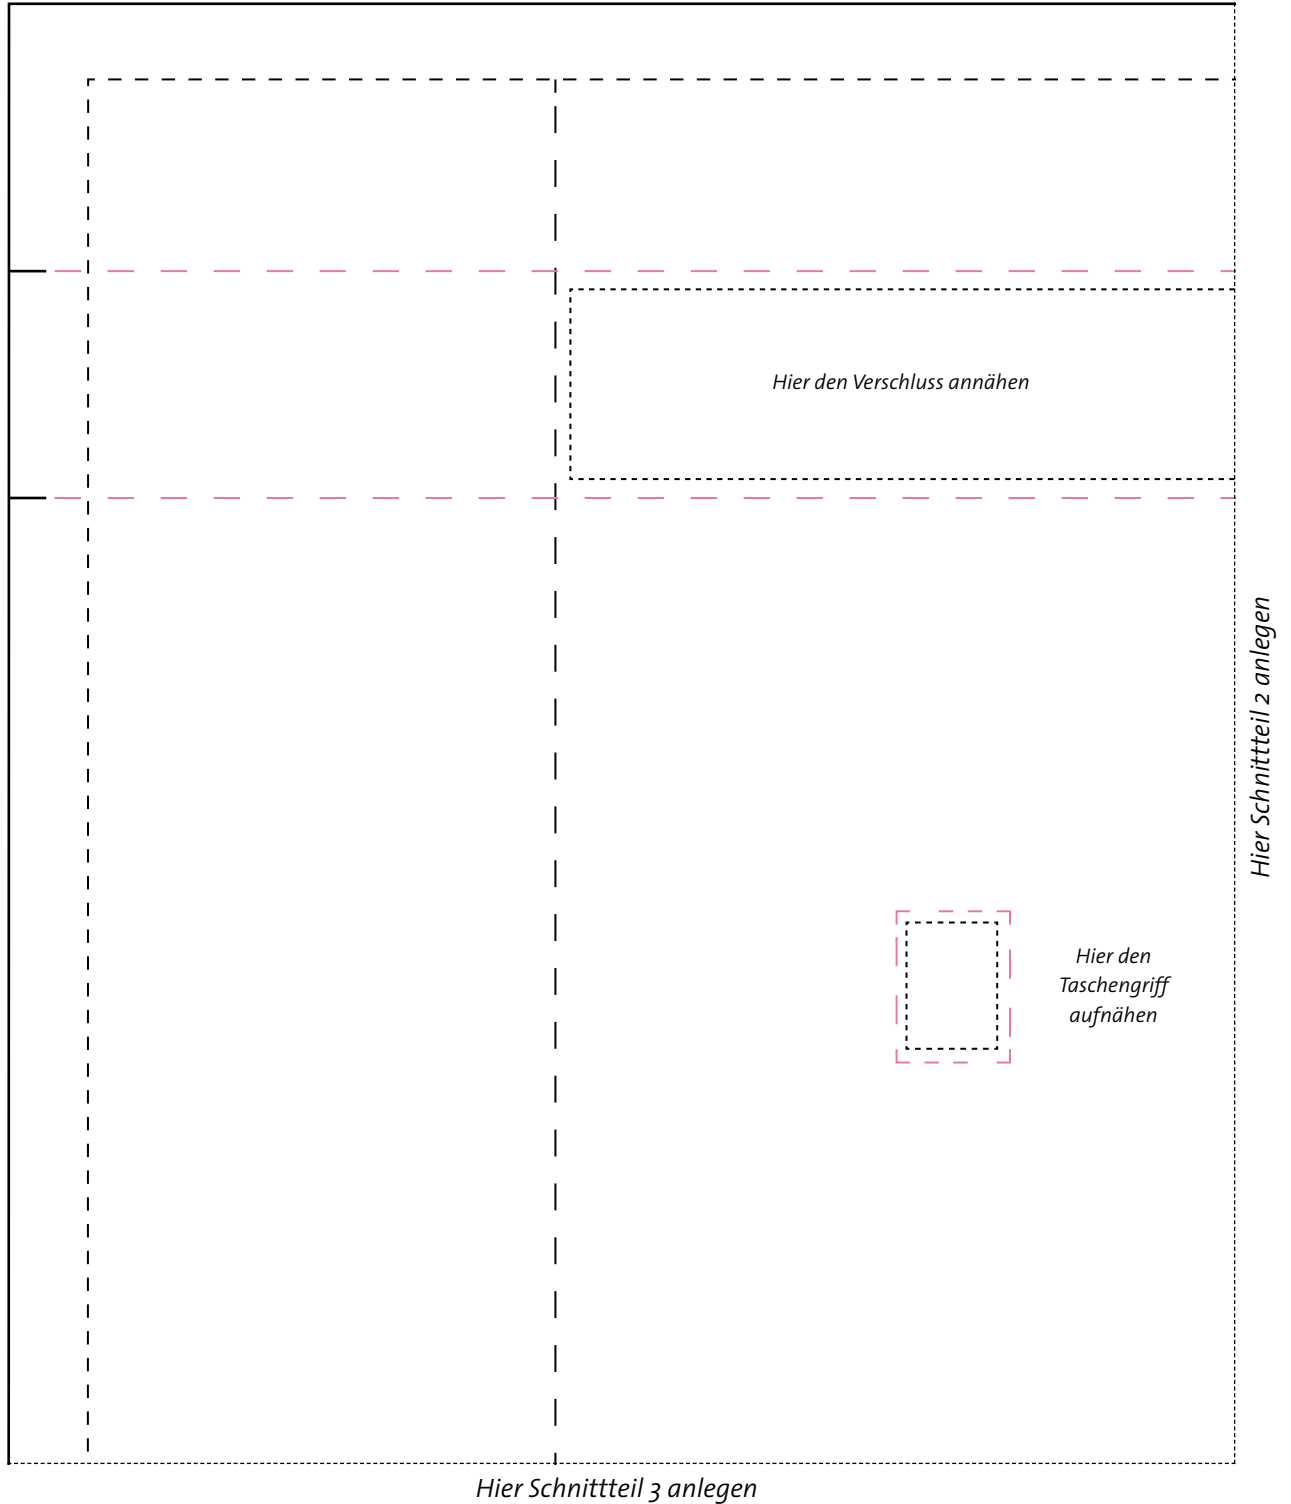 Hier den Verschluss annähen
Hier Schnittteil 2 anlegen
Hier den
Taschengriff
aufnähen
Hier Schnittteil 3 anlegen